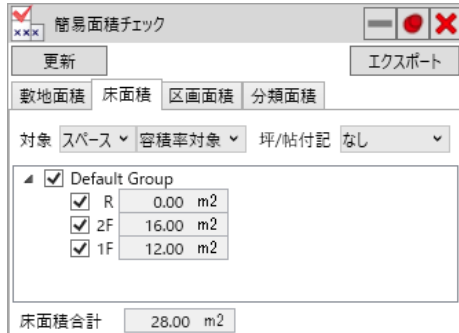 xxx 簡易面積チェック
更新 エクスポート
敷地面積 床面積 区画面積 分類面積
対象 スペース 容積率対象 坪/帖付記 なし
Default Group
R 0.00 m2
2F 16.00 m2
1F 12.00 m2
床面積合計 28.00 m2